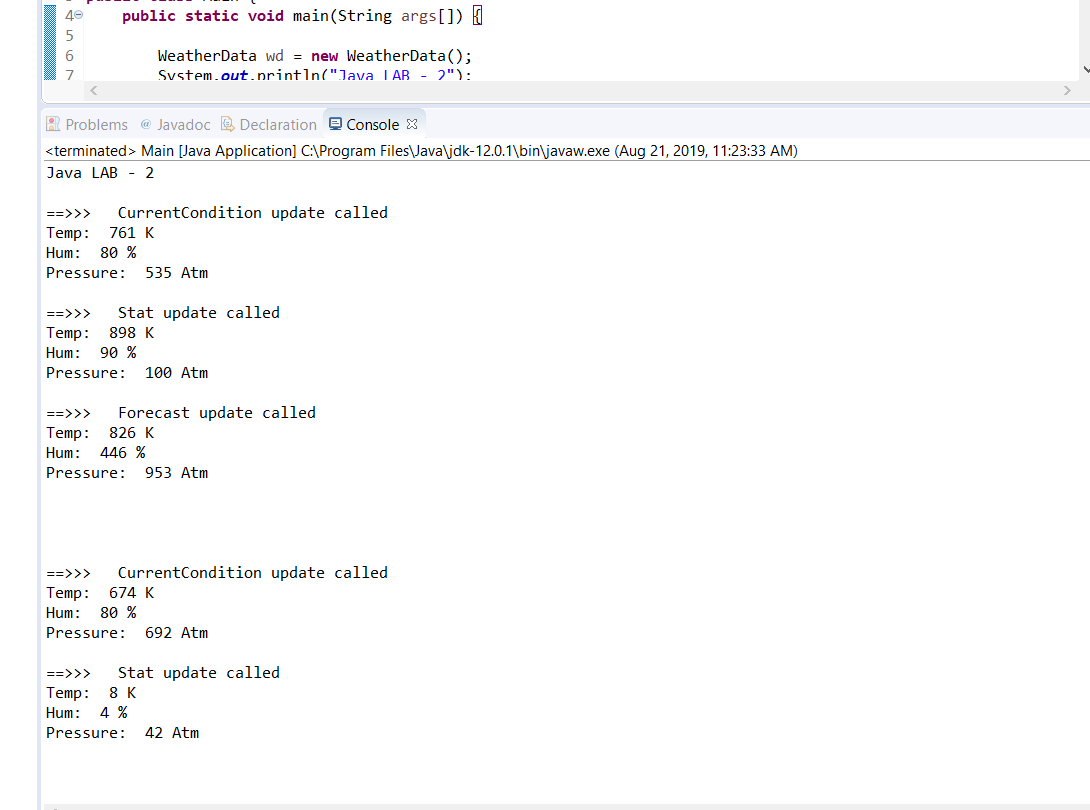 public class Main {
4 public static void main(String args[]) {
5
6 WeatherData wd = new WeatherData();
7 System.out.println("Java LAB - 2");
Problems @ Javadoc Declaration Console
<terminated> Main [Java Application] C:\Program Files\Java\jdk-12.0.1\bin\javaw.exe (Aug 21, 2019, 11:23:33 AM)
Java LAB - 2
==>>> CurrentCondition update called
Temp: 761 K
Hum: 80 %
Pressure: 535 Atm
==>>> Stat update called
Temp: 898 K
Hum: 90 %
Pressure: 100 Atm
==>>> Forecast update called
Temp: 826 K
Hum: 446 %
Pressure: 953 Atm
==>>> CurrentCondition update called
Temp: 674 K
Hum: 80 %
Pressure: 692 Atm
==>>> Stat update called
Temp: 8 K
Hum: 4 %
Pressure: 42 Atm